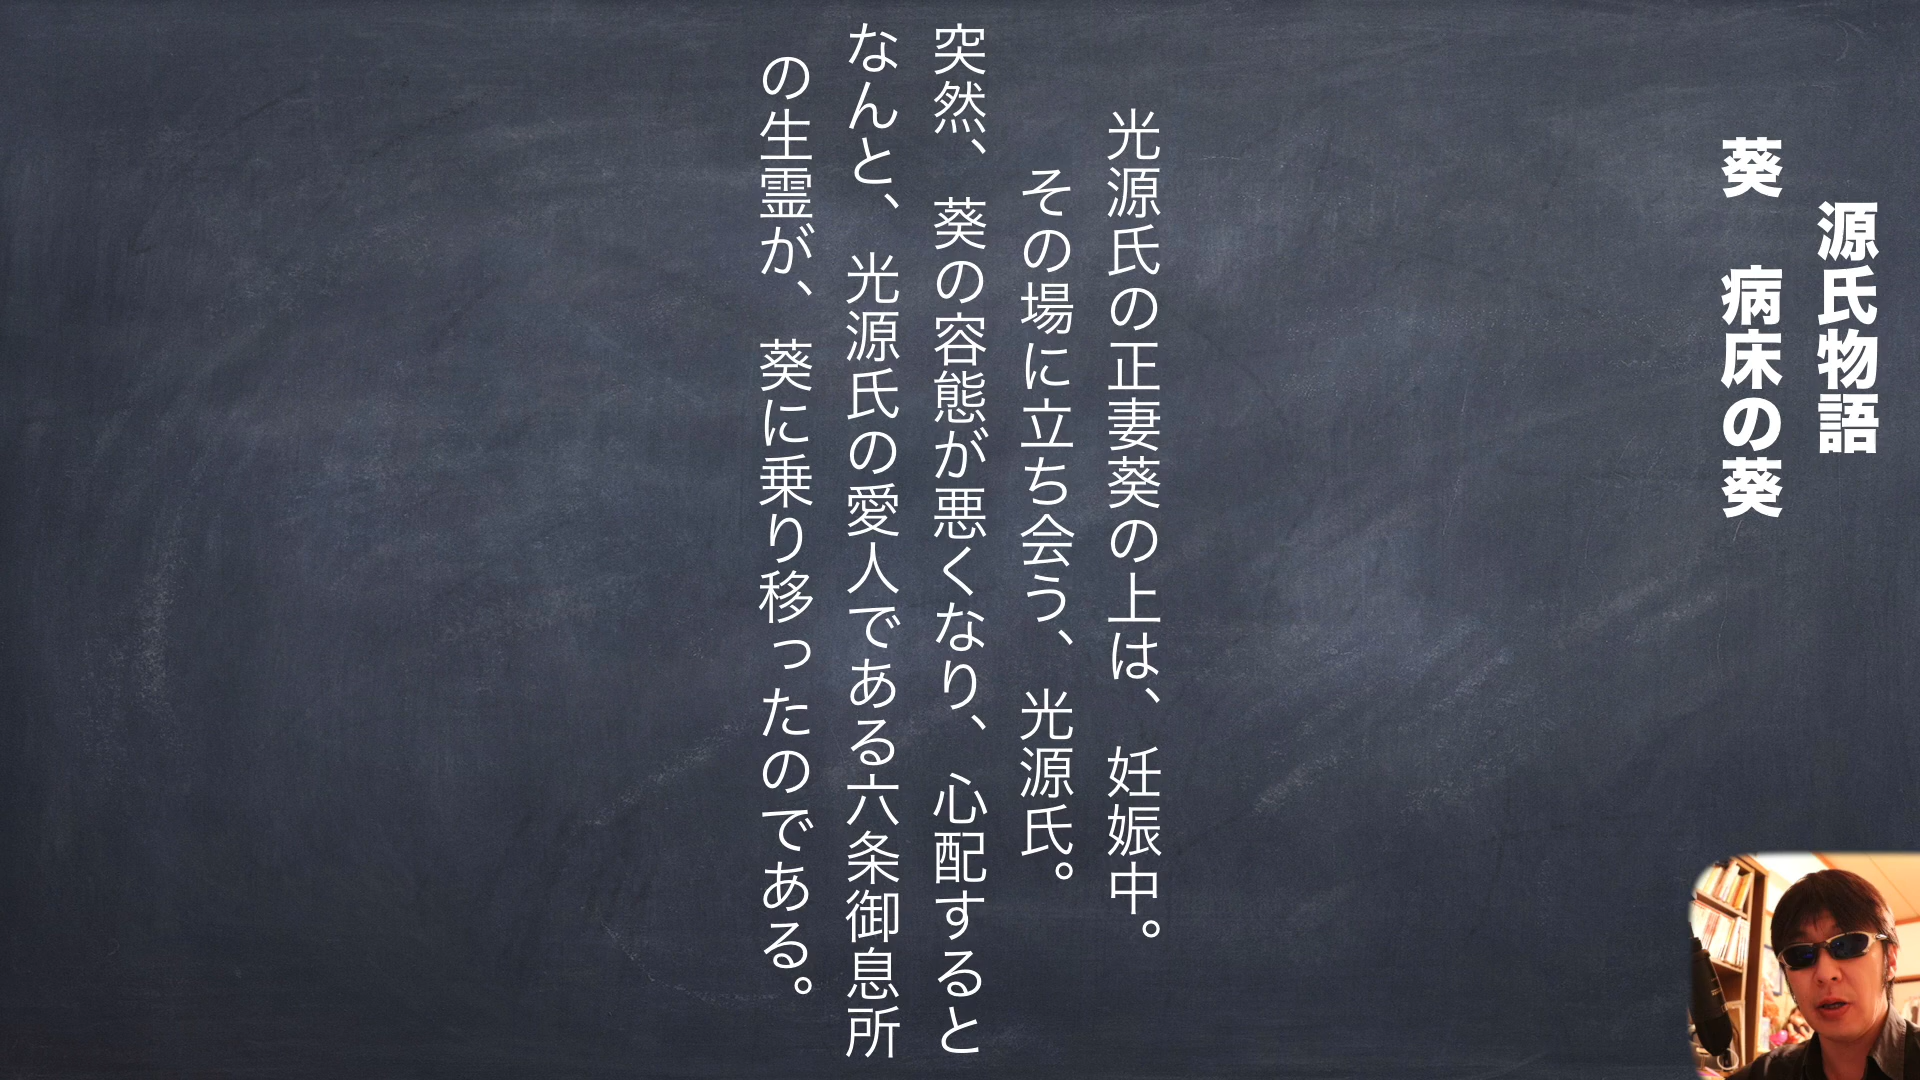 源氏物語
葵　病床の葵
光源氏の正妻葵の上は、妊娠中。
その場に立ち会う、光源氏。
突然、葵の容態が悪くなり、心配すると
なんと、光源氏の愛人である六条御息所
の生霊が、葵に乗り移ったのである。